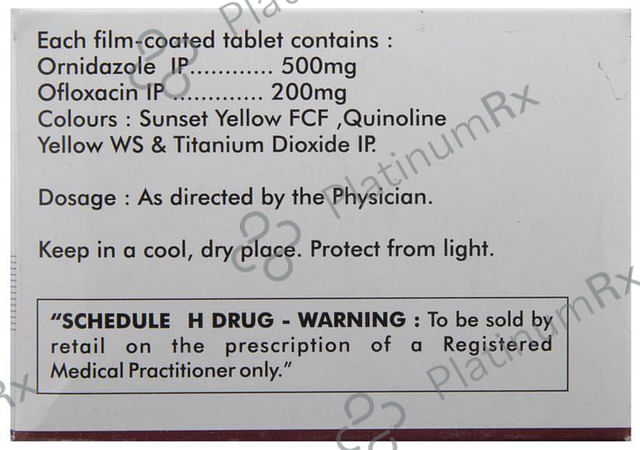 Each film-coated tablet contains :
Ornidazole IP............ 500mg
Ofloxacin IP ............. 200mg
Colours : Sunset Yellow FCF ,Quinoline
Yellow WS & Titanium Dioxide IP.
Dosage : As directed by the Physician.
Keep in a cool, dry place. Protect from light.
"SCHEDULE H DRUG - WARNING : To be sold by
retail on the prescription of a Registered
Medical Practitioner only."
PlatinumRx
PlatinumRx
Rx